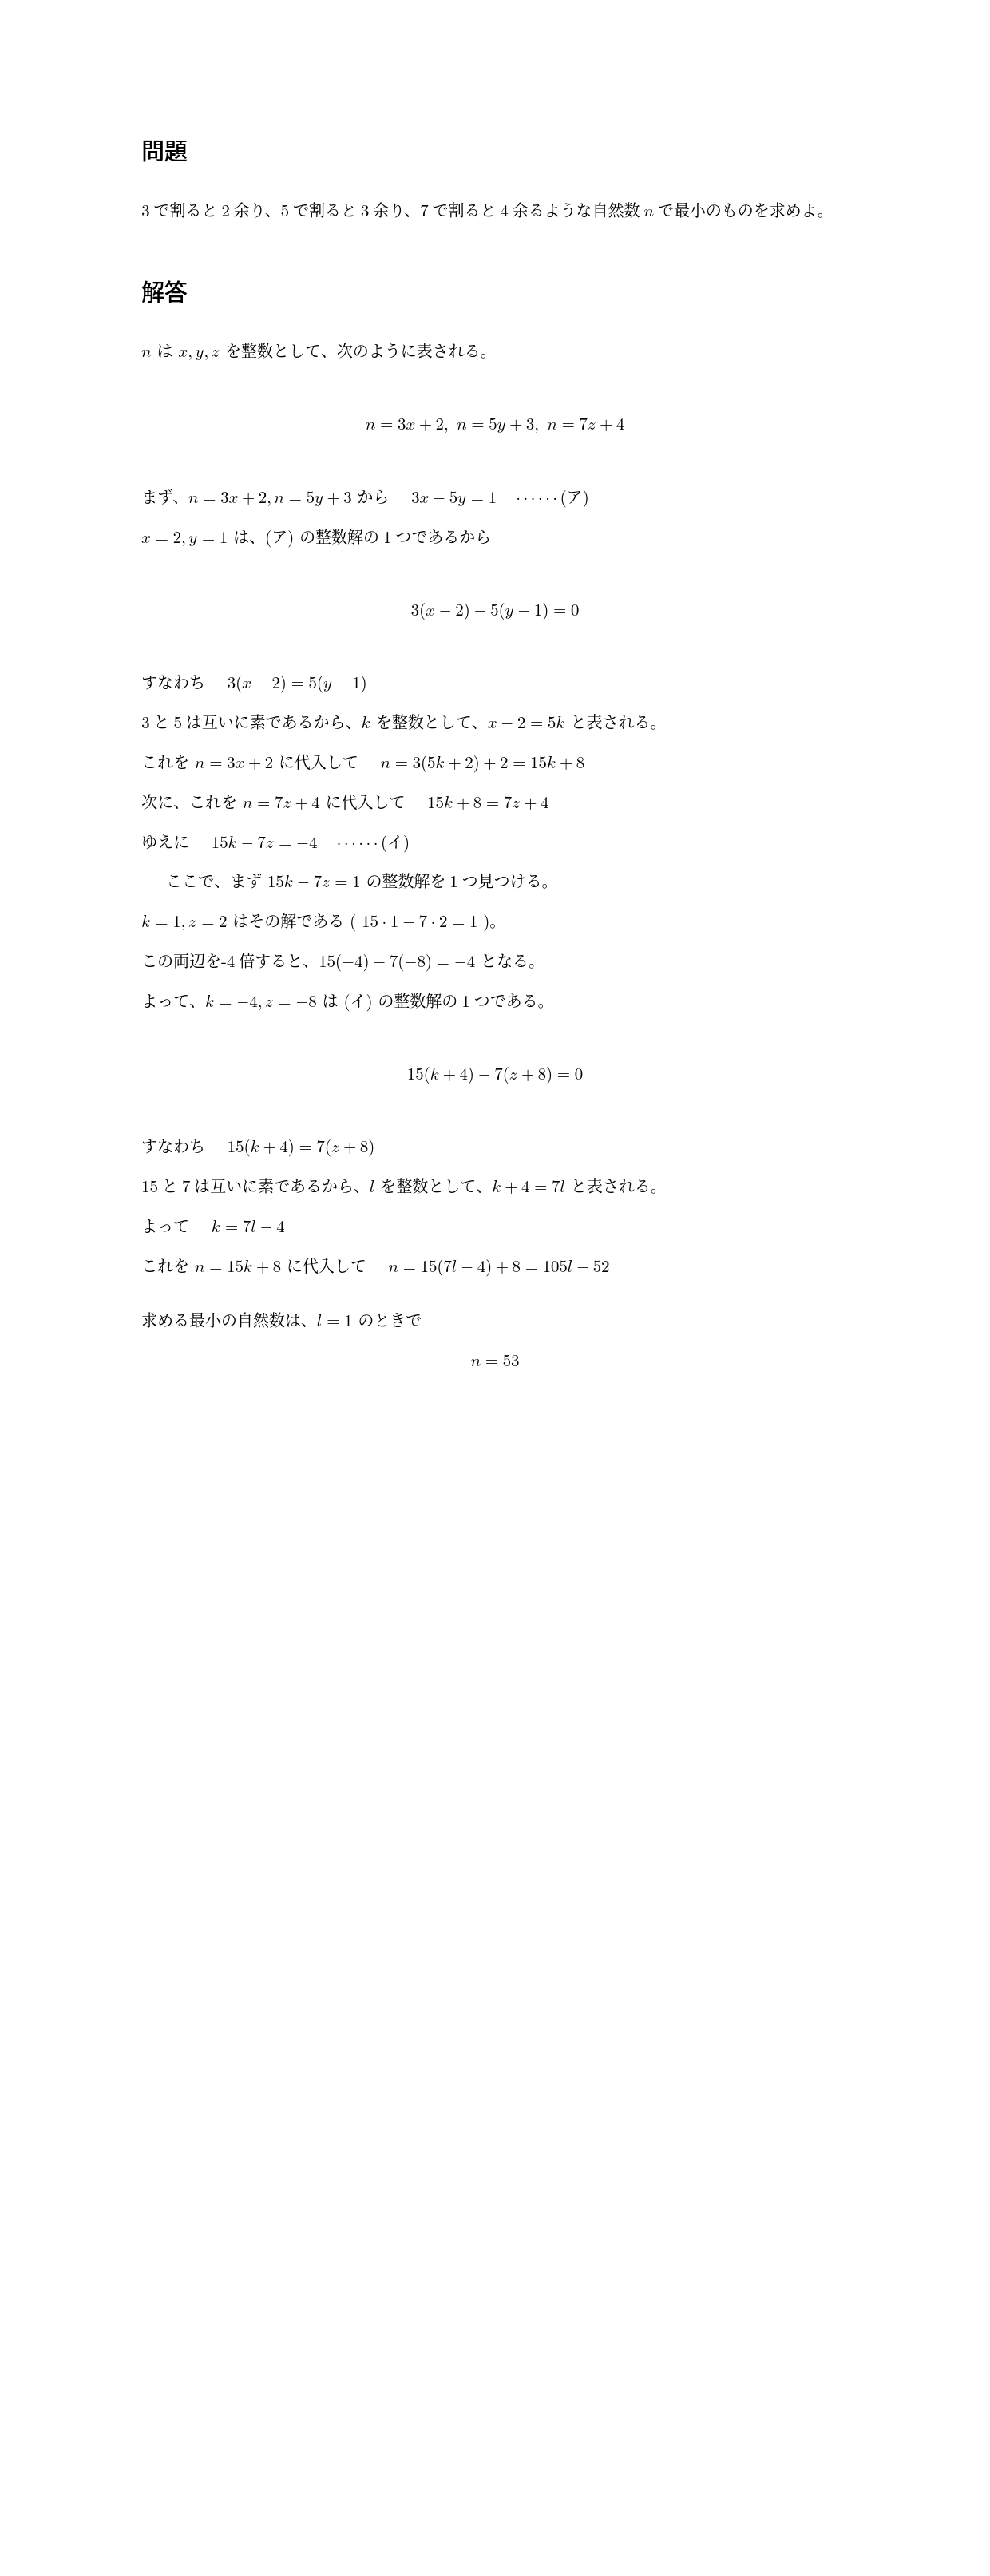 問題
3 で割ると 2 余り、5 で割ると 3 余り、7 で割ると 4 余るような自然数 n で最小のものを求めよ。
解答
n は x, y, z を整数として、次のように表される。
n = 3x + 2, n = 5y + 3, n = 7z + 4
まず、n = 3x + 2, n = 5y + 3 から 3x − 5y = 1 ⋯⋯(ア)
x = 2, y = 1 は、(ア) の整数解の 1 つであるから
3(x − 2) − 5(y − 1) = 0
すなわち 3(x − 2) = 5(y − 1)
3 と 5 は互いに素であるから、k を整数として、x − 2 = 5k と表される。
これを n = 3x + 2 に代入して n = 3(5k + 2) + 2 = 15k + 8
次に、これを n = 7z + 4 に代入して 15k + 8 = 7z + 4
ゆえに 15k − 7z = −4 ⋯⋯(イ)
ここで、まず 15k − 7z = 1 の整数解を 1 つ見つける。
k = 1, z = 2 はその解である ( 15 · 1 − 7 · 2 = 1 )。
この両辺を-4 倍すると、15(−4) − 7(−8) = −4 となる。
よって、k = −4, z = −8 は (イ) の整数解の 1 つである。
15(k + 4) − 7(z + 8) = 0
すなわち 15(k + 4) = 7(z + 8)
15 と 7 は互いに素であるから、l を整数として、k + 4 = 7l と表される。
よって k = 7l − 4
これを n = 15k + 8 に代入して n = 15(7l − 4) + 8 = 105l − 52
求める最小の自然数は、l = 1 のときで
n = 53